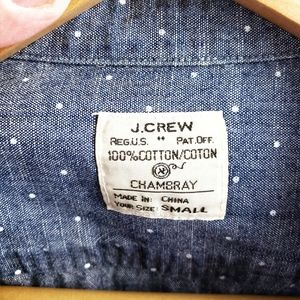 J.CREW
REG.U.S. " PAT.OFF.
100%COTTON/COTON
CHAMBRAY
MADE IN: CHINA
YOUR SIZE: SMALL